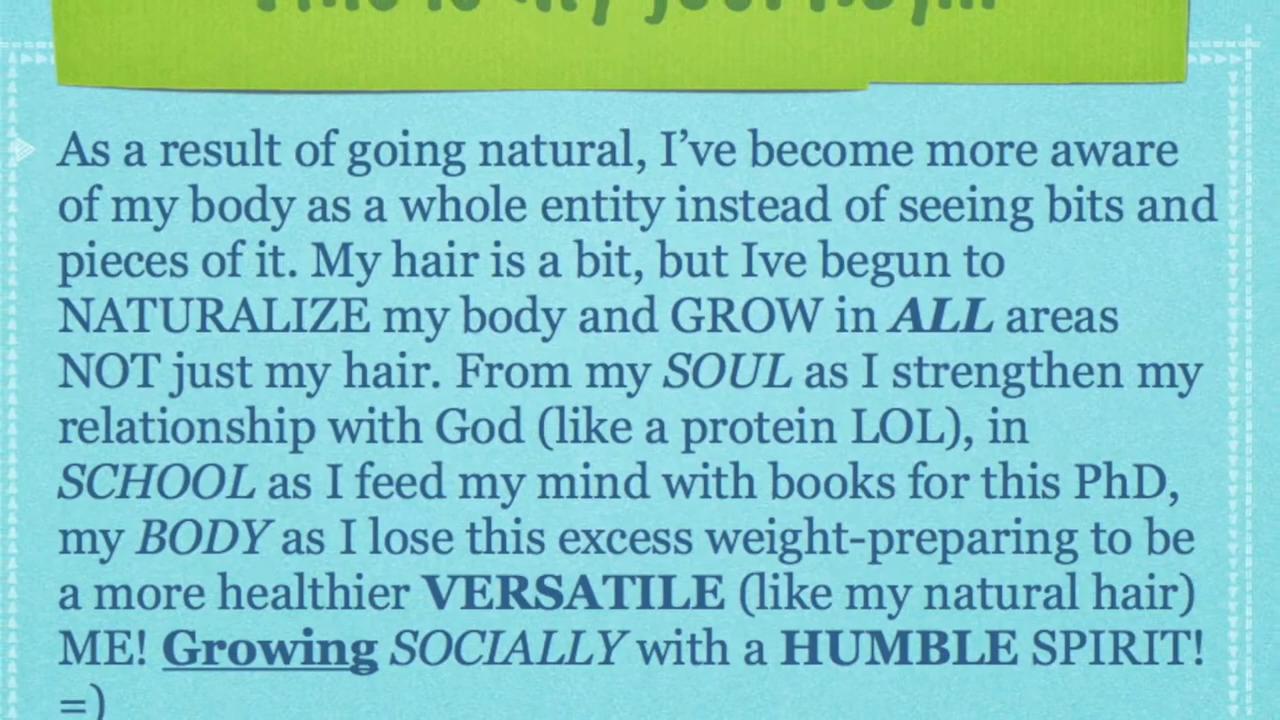 As a result of going natural, I’ve become more aware
of my body as a whole entity instead of seeing bits and
pieces of it. My hair is a bit, but Ive begun to
NATURALIZE my body and GROW in ALL areas
NOT just my hair. From my SOUL as I strengthen my
relationship with God (like a protein LOL), in
SCHOOL as I feed my mind with books for this PhD,
my BODY as I lose this excess weight-preparing to be
a more healthier VERSATILE (like my natural hair)
ME! Growing SOCIALLY with a HUMBLE SPIRIT!
=)